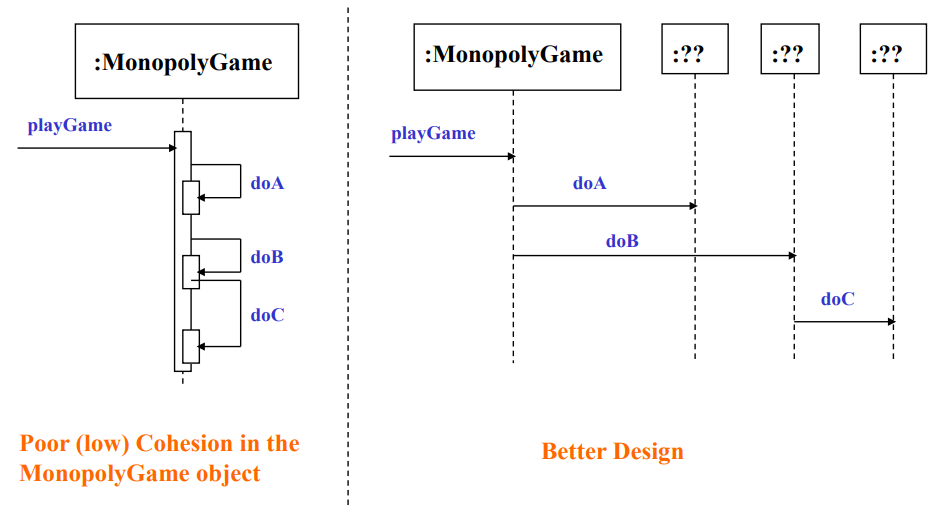 :MonopolyGame
playGame
doA
doB
doC
Poor (low) Cohesion in the
MonopolyGame object
:MonopolyGame
:??
:??
:??
playGame
doA
doB
doC
Better Design